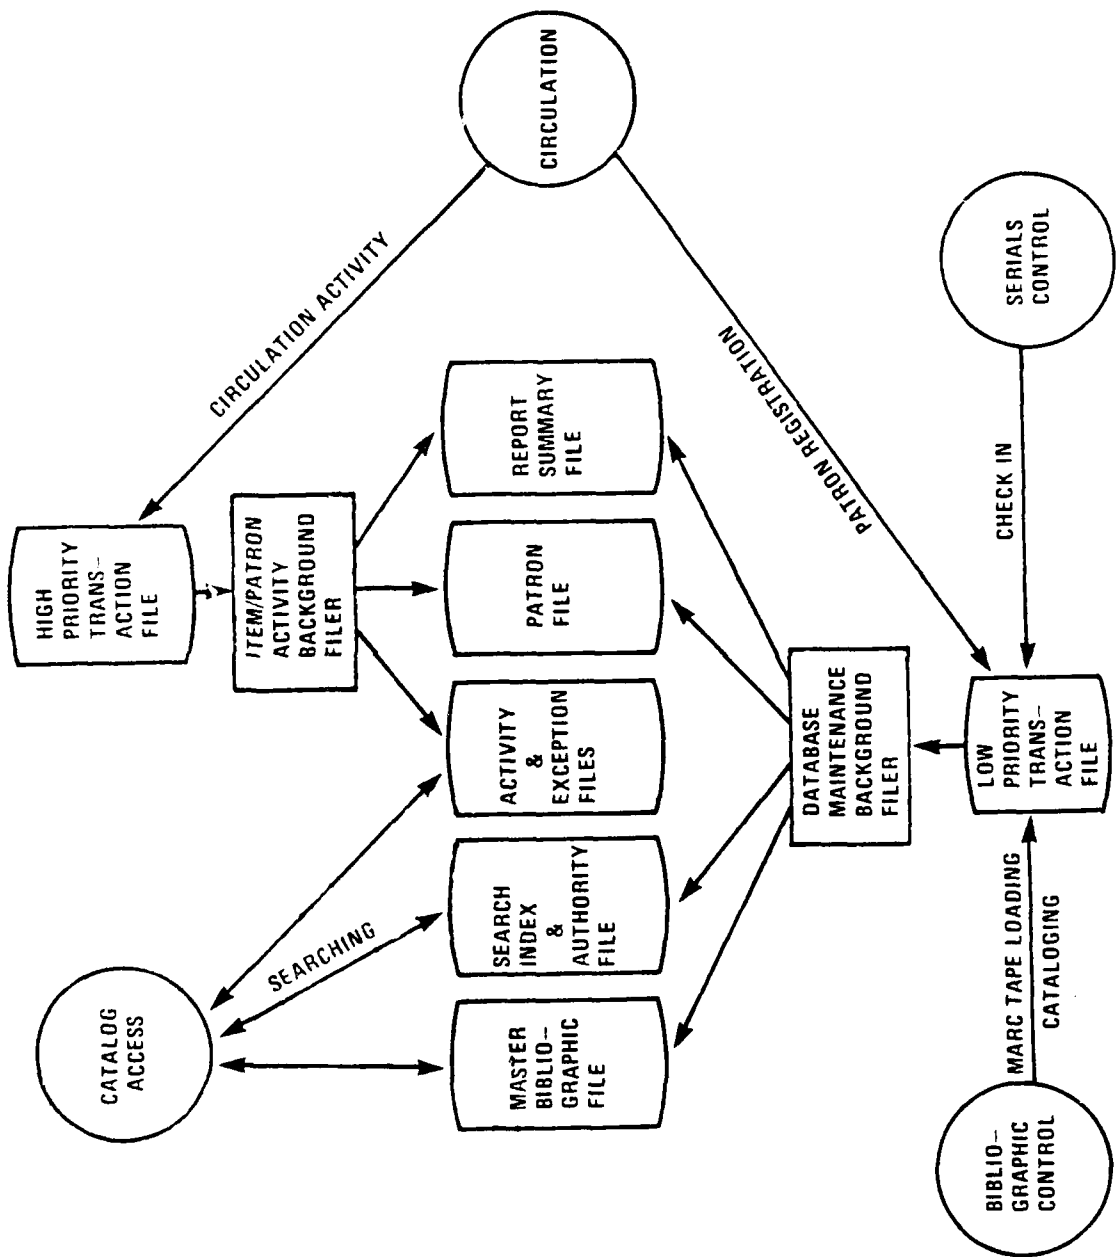 CATALOG
ACCESS
SEARCHING
HIGH
PRIORITY
TRANS-
ACTION
FILE
CIRCULATION ACTIVITY
ITEM/PATRON
ACTIVITY
BACKGROUND
FILER
CIRCULATION
MASTER
BIBLIO-
GRAPHIC
FILE
SEARCH
INDEX
&
AUTHORITY
FILE
ACTIVITY
&
EXCEPTION
FILES
PATRON
FILE
REPORT
SUMMARY
FILE
PATRON REGISTRATION
DATABASE
MAINTENANCE
BACKGROUND
FILER
BIBLIO-
GRAPHIC
CONTROL
MARC TAPE LOADING
CATALOGING
LOW
PRIORITY
TRANS-
ACTION
FILE
CHECK IN
SERIALS
CONTROL